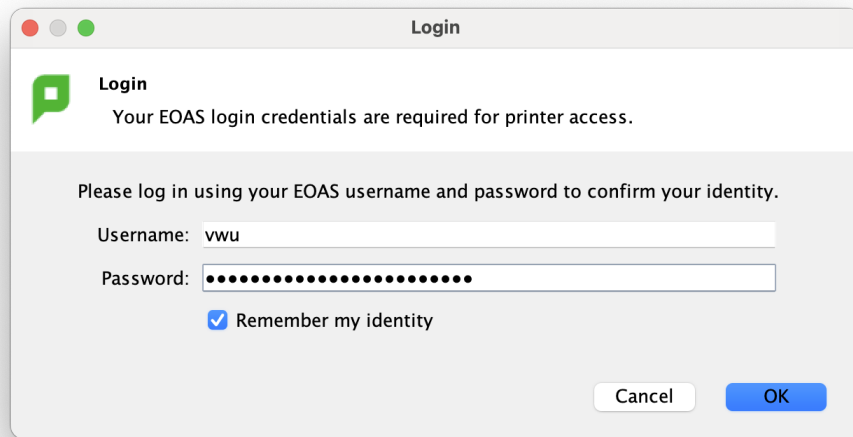 Login
Login
Your EOAS login credentials are required for printer access.
Please log in using your EOAS username and password to confirm your identity.
Username: vwu
Password: ••••••••••••••••••••••••
Remember my identity
Cancel OK